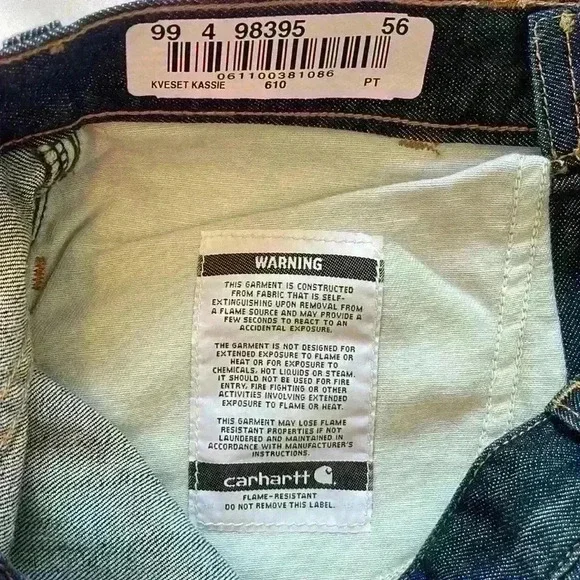 99 4 98395 56
061100381086
KVESET KASSIE 610 PT
WARNING
THIS GARMENT IS CONSTRUCTED
FROM FABRIC THAT IS SELF-
EXTINGUISHING UPON REMOVAL FROM
A FLAME SOURCE AND MAY PROVIDE A
FEW SECONDS TO REACT TO AN
ACCIDENTAL EXPOSURE.
THE GARMENT IS NOT DESIGNED FOR
EXTENDED EXPOSURE TO FLAME OR
HEAT OR FOR EXPOSURE TO
CHEMICALS, HOT LIQUIDS OR STEAM.
IT SHOULD NOT BE USED FOR FIRE
ENTRY, FIRE FIGHTING OR OTHER
ACTIVITIES INVOLVING EXTENDED
EXPOSURE TO FLAME OR HEAT.
THIS GARMENT MAY LOSE FLAME
RESISTANT PROPERTIES IF NOT
LAUNDERED AND MAINTAINED IN
ACCORDANCE WITH MANUFACTURER'S
INSTRUCTIONS.
carhartt
FLAME-RESISTANT
DO NOT REMOVE THIS LABEL.